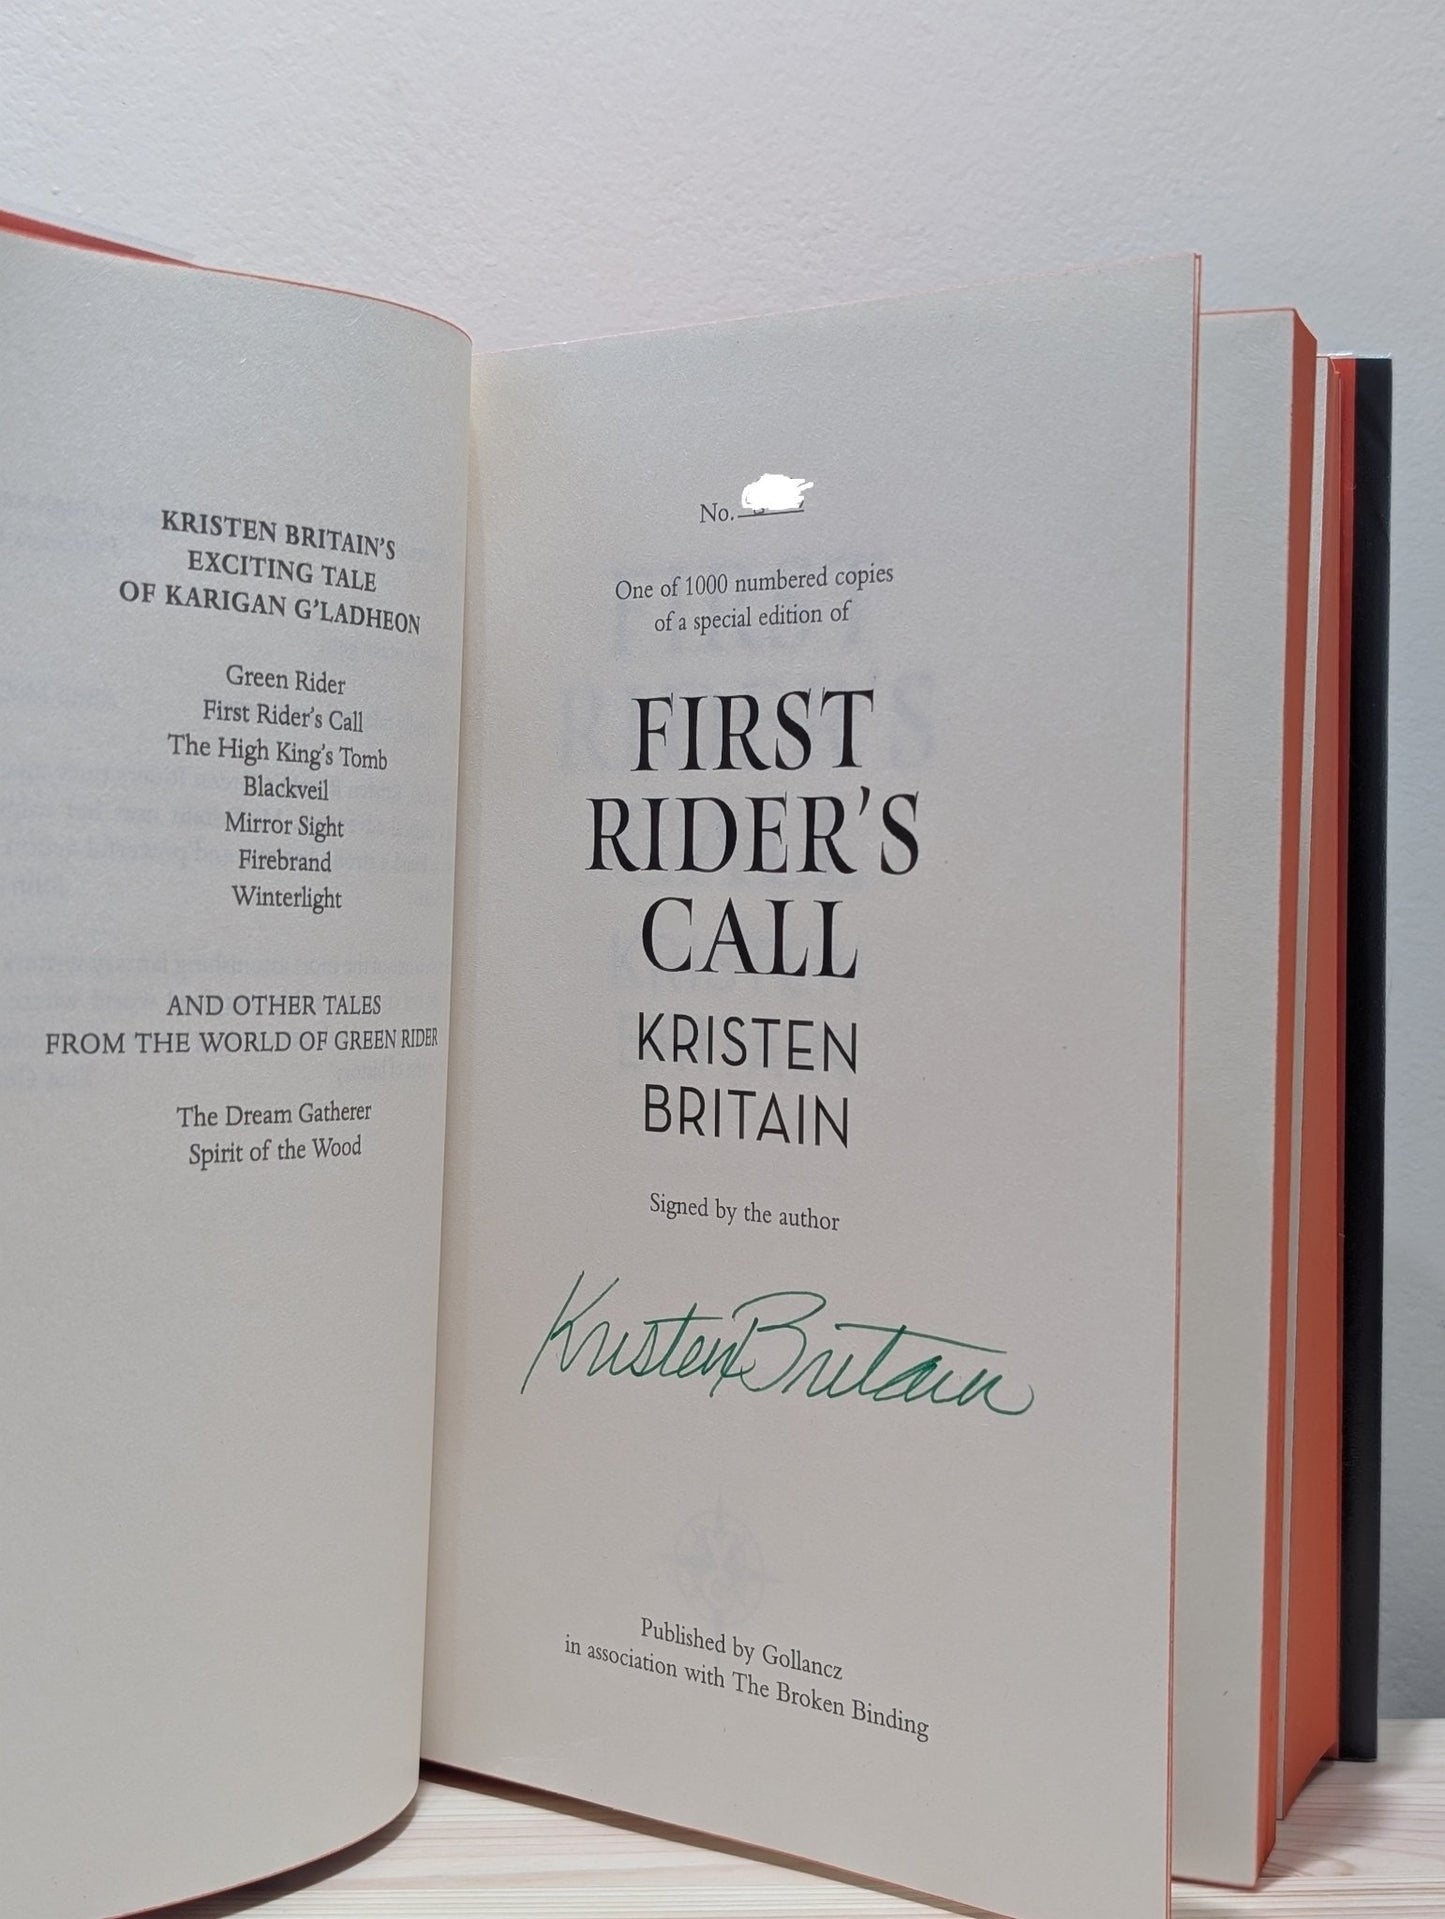 KRISTEN BRITAIN'S
EXCITING TALE
OF KARIGAN G'LADHEON
Green Rider
First Rider's Call
The High King's Tomb
Blackveil
Mirror Sight
Firebrand
Winterlight
AND OTHER TALES
FROM THE WORLD OF GREEN RIDER
The Dream Gatherer
Spirit of the Wood
No.
One of 1000 numbered copies
of a special edition of
FIRST
RIDER'S
CALL
KRISTEN
BRITAIN
Signed by the author
Kristen Britain
Published by Gollancz
in association with The Broken Binding